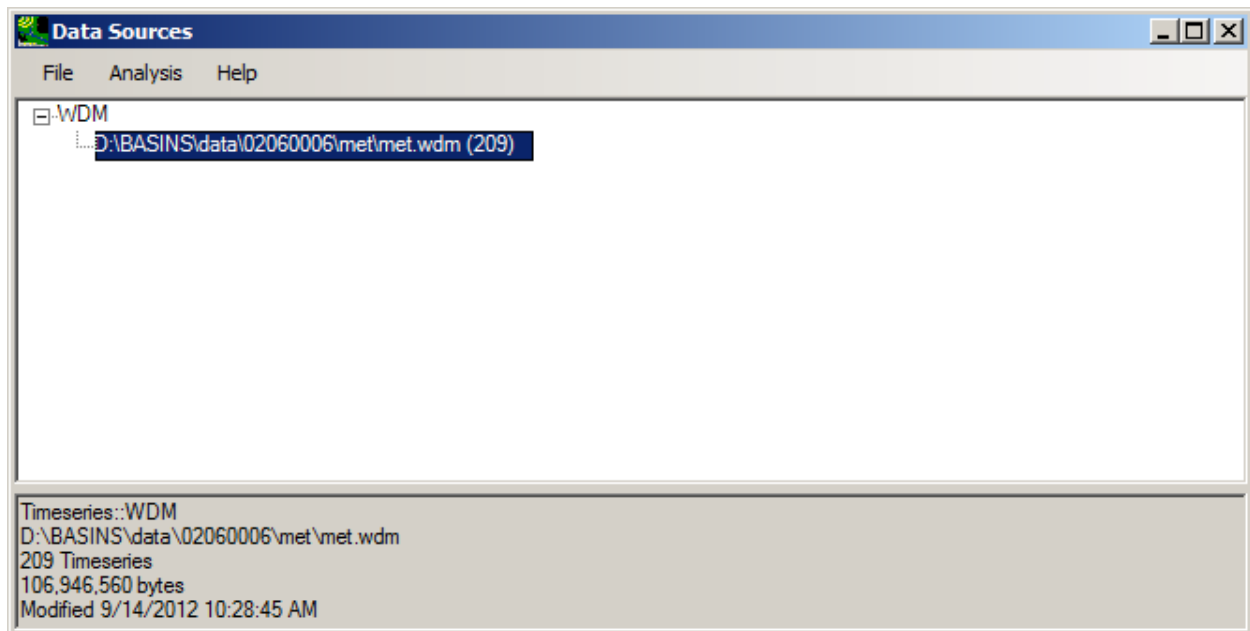 Data Sources
File Analysis Help
WDM
D:\BASINS\data\02060006\met\met.wdm (209)
Timeseries::WDM
D:\BASINS\data\02060006\met\met.wdm
209 Timeseries
106,946,560 bytes
Modified 9/14/2012 10:28:45 AM